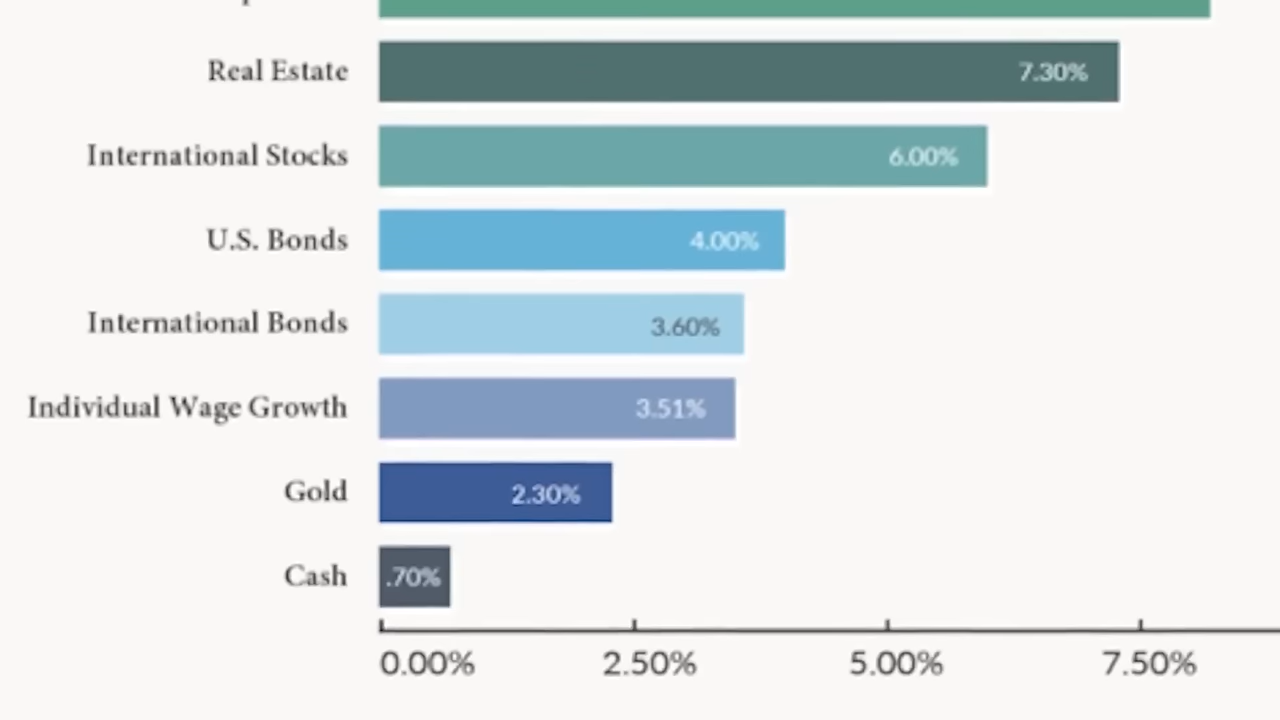 Real Estate 7.30%
International Stocks 6.00%
U.S. Bonds 4.00%
International Bonds 3.60%
Individual Wage Growth 3.51%
Gold 2.30%
Cash .70%
0.00% 2.50% 5.00% 7.50%